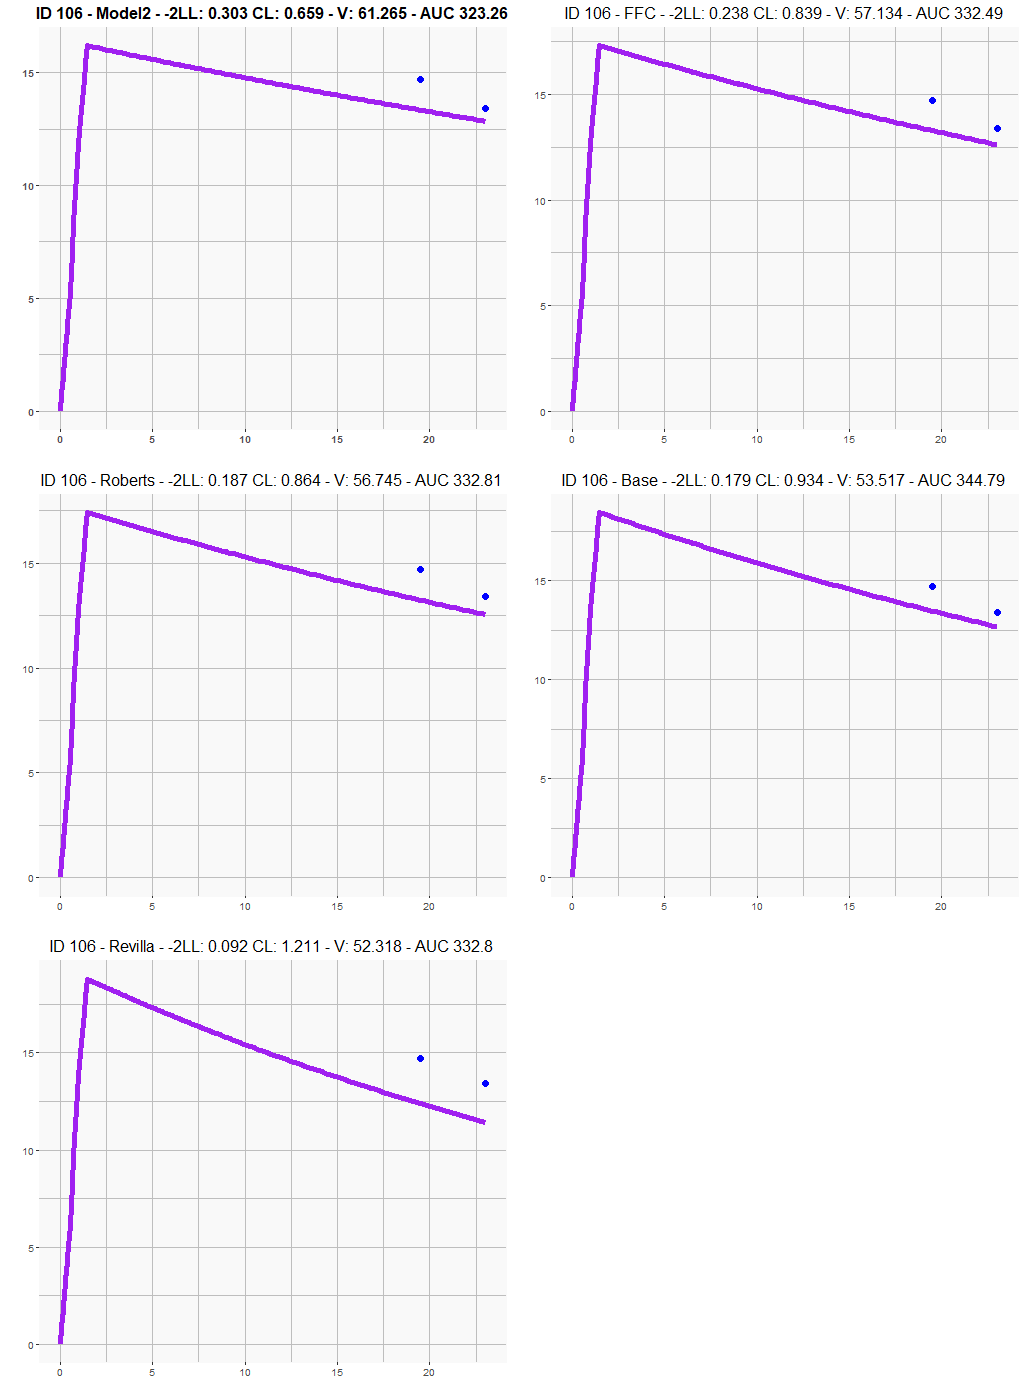 ID 106 - Model2 - -2LL: 0.303 CL: 0.659 - V: 61.265 - AUC 323.26
15
10
5
0
0 5 10 15 20
ID 106 - FFC - -2LL: 0.238 CL: 0.839 - V: 57.134 - AUC 332.49
15
10
5
0
0 5 10 15 20
ID 106 - Roberts - -2LL: 0.187 CL: 0.864 - V: 56.745 - AUC 332.81
15
10
5
0
0 5 10 15 20
ID 106 - Base - -2LL: 0.179 CL: 0.934 - V: 53.517 - AUC 344.79
15
10
5
0
0 5 10 15 20
ID 106 - Revilla - -2LL: 0.092 CL: 1.211 - V: 52.318 - AUC 332.8
15
10
5
0
0 5 10 15 20